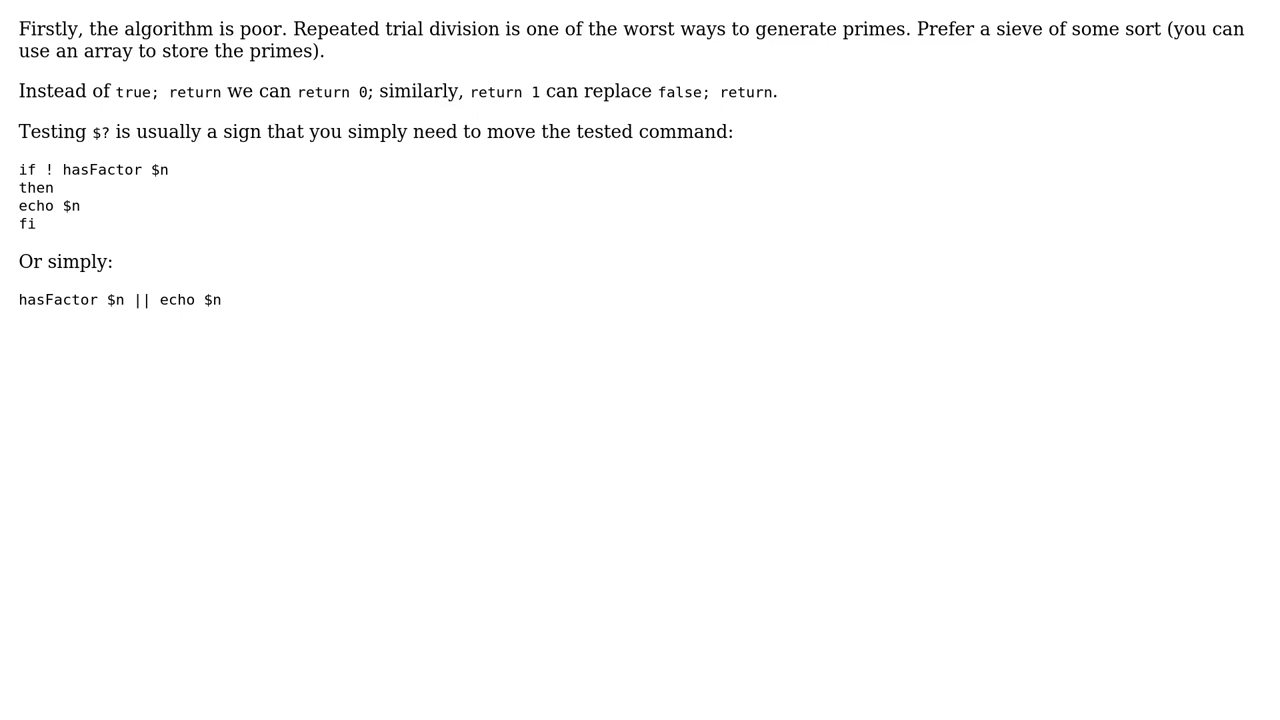 Firstly, the algorithm is poor. Repeated trial division is one of the worst ways to generate primes. Prefer a sieve of some sort (you can
use an array to store the primes).
Instead of true; return we can return 0; similarly, return 1 can replace false; return.
Testing $? is usually a sign that you simply need to move the tested command:
if ! hasFactor $n
then
echo $n
fi
Or simply:
hasFactor $n || echo $n